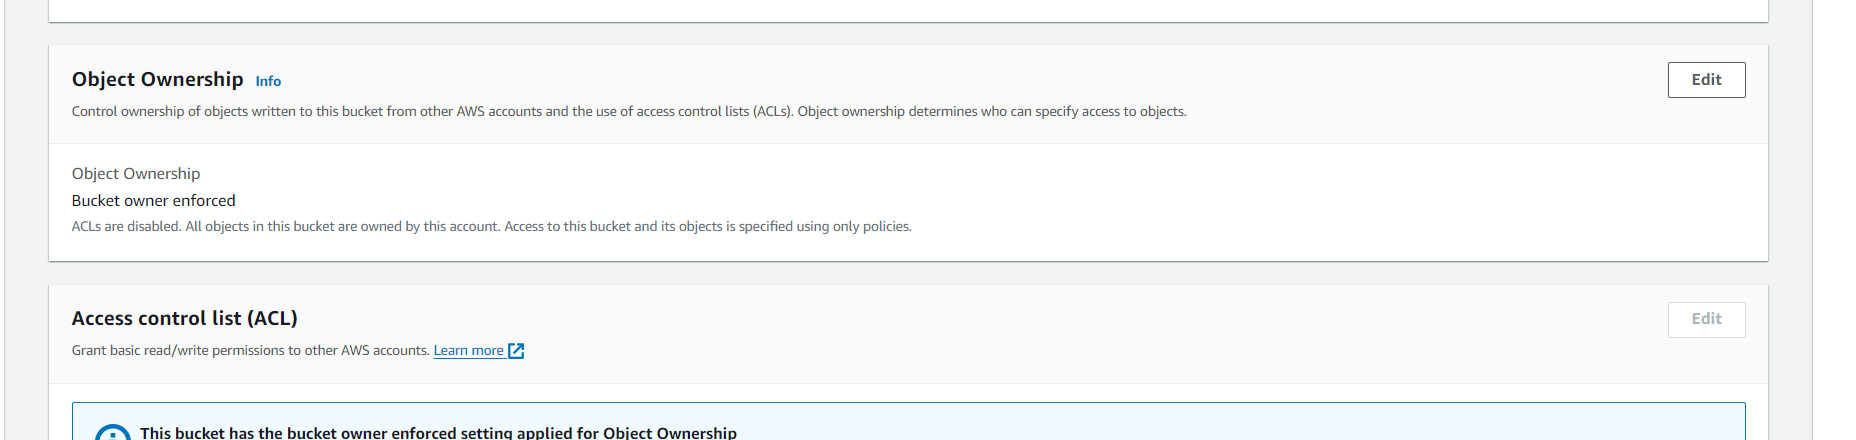 Object Ownership Info
Edit
Control ownership of objects written to this bucket from other AWS accounts and the use of access control lists (ACLs). Object ownership determines who can specify access to objects.
Object Ownership
Bucket owner enforced
ACLs are disabled. All objects in this bucket are owned by this account. Access to this bucket and its objects is specified using only policies.
Access control list (ACL)
Edit
Grant basic read/write permissions to other AWS accounts. Learn more
This bucket has the bucket owner enforced setting applied for Object Ownership